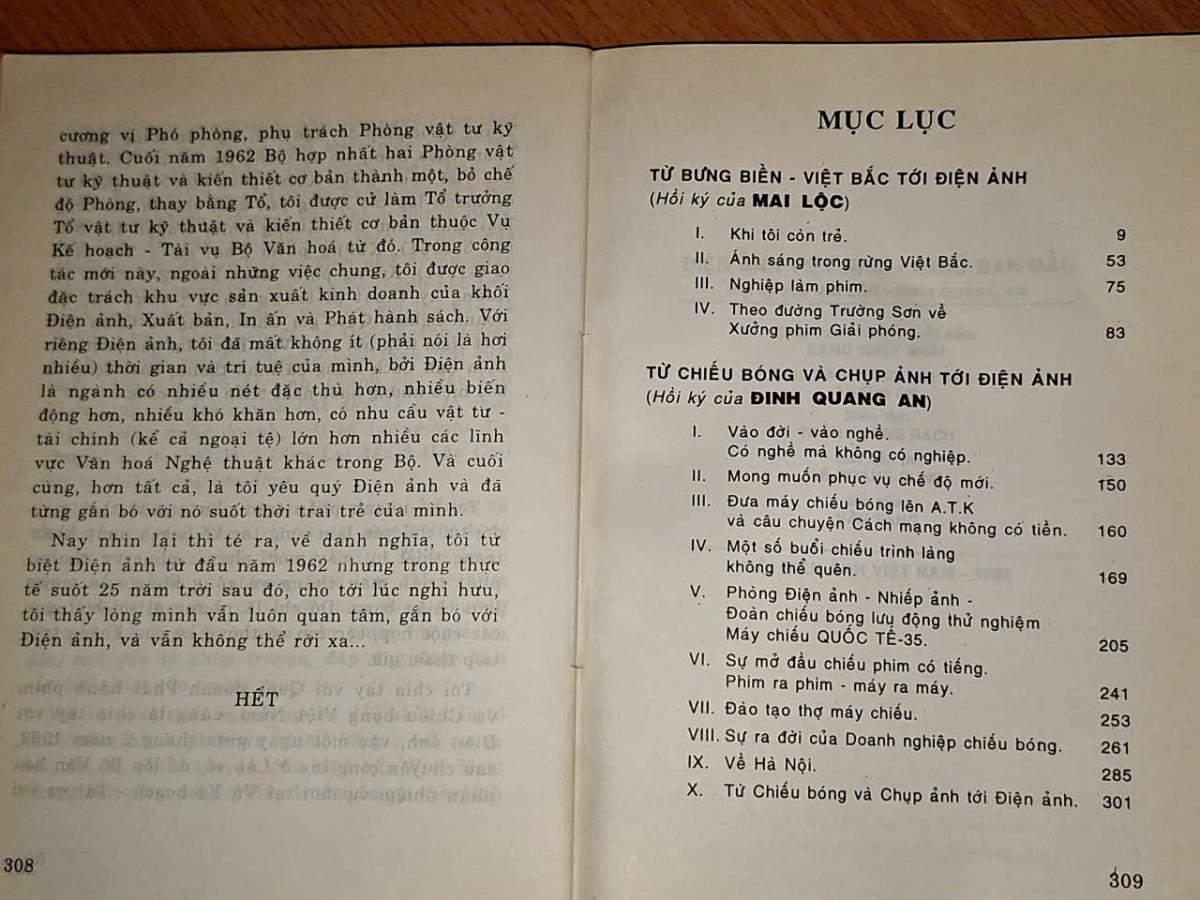 cương vị Phó phòng, phụ trách Phòng vật tư kỹ
thuật. Cuối năm 1962 Bộ hợp nhất hai Phòng vật
tư kỹ thuật và kiến thiết cơ bản thành một, bỏ chế
độ Phòng, thay bằng Tổ, tôi được cử làm Tổ trưởng
Tổ vật tư kỹ thuật và kiến thiết cơ bản thuộc Vụ
Kế hoạch - Tài vụ Bộ Văn hoá từ đó. Trong công
tác mới này, ngoài những việc chung, tôi được giao
đặc trách khu vực sản xuất kinh doanh của khối
Điện ảnh, Xuất bản, In ấn và Phát hành sách. Với
riêng Điện ảnh, tôi đã mất không ít (phải nói là hơi
nhiều) thời gian và trí tuệ của mình, bởi Điện ảnh
là ngành có nhiều nét đặc thù hơn, nhiều biến
động hơn, nhiều khó khăn hơn, có nhu cầu vật tư -
tài chính (kể cả ngoại tệ) lớn hơn nhiều các lĩnh
vực Văn hoá Nghệ thuật khác trong Bộ. Và cuối
cùng, hơn tất cả, là tôi yêu quý Điện ảnh và đã
từng gắn bó với nó suốt thời trai trẻ của mình.
Nay nhìn lại thì té ra, về danh nghĩa, tôi từ
biệt Điện ảnh từ đầu năm 1962 nhưng trong thực
tế suốt 25 năm trời sau đó, cho tới lúc nghỉ hưu,
tôi thấy lòng mình vẫn luôn quan tâm, gắn bó với
Điện ảnh, và vẫn không thể rời xa...
HẾT
308
MỤC LỤC
TỪ BƯNG BIỀN - VIỆT BẮC TỚI ĐIỆN ẢNH
(Hồi ký của MAI LỘC)
I. Khi tôi còn trẻ. 9
II. Ánh sáng trong rừng Việt Bắc. 53
III. Nghiệp làm phim. 75
IV. Theo đường Trường Sơn về
Xưởng phim Giải phóng. 83
TỪ CHIẾU BÓNG VÀ CHỤP ẢNH TỚI ĐIỆN ẢNH
(Hồi ký của ĐINH QUANG AN)
I. Vào đời - vào nghề.
Có nghề mà không có nghiệp. 133
II. Mong muốn phục vụ chế độ mới. 150
III. Đưa máy chiếu bóng lên A.T.K
và câu chuyện Cách mạng không có tiền. 160
IV. Một số buổi chiếu trình làng
không thể quên. 169
V. Phòng Điện ảnh - Nhiếp ảnh -
Đoàn chiếu bóng lưu động thử nghiệm
Máy chiếu QUỐC TẾ-35. 205
VI. Sự mở đầu chiếu phim có tiếng.
Phim ra phim - máy ra máy. 241
VII. Đào tạo thợ máy chiếu. 253
VIII. Sự ra đời của Doanh nghiệp chiếu bóng. 261
IX. Về Hà Nội. 285
X. Từ Chiếu bóng và Chụp ảnh tới Điện ảnh. 301
309